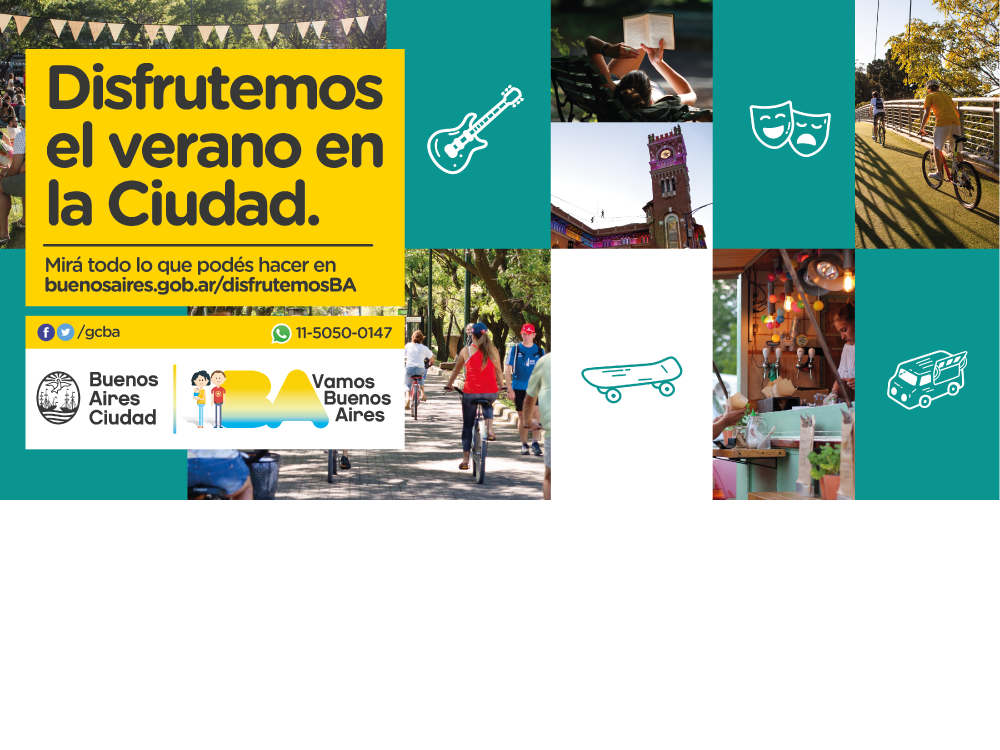 Disfrutemos
el verano en
la Ciudad.
Mirá todo lo que podés hacer en
buenosaires.gob.ar/disfrutemosBA
/gcba
11-5050-0147
Buenos
Aires
Ciudad
BA
Vamos
Buenos
Aires